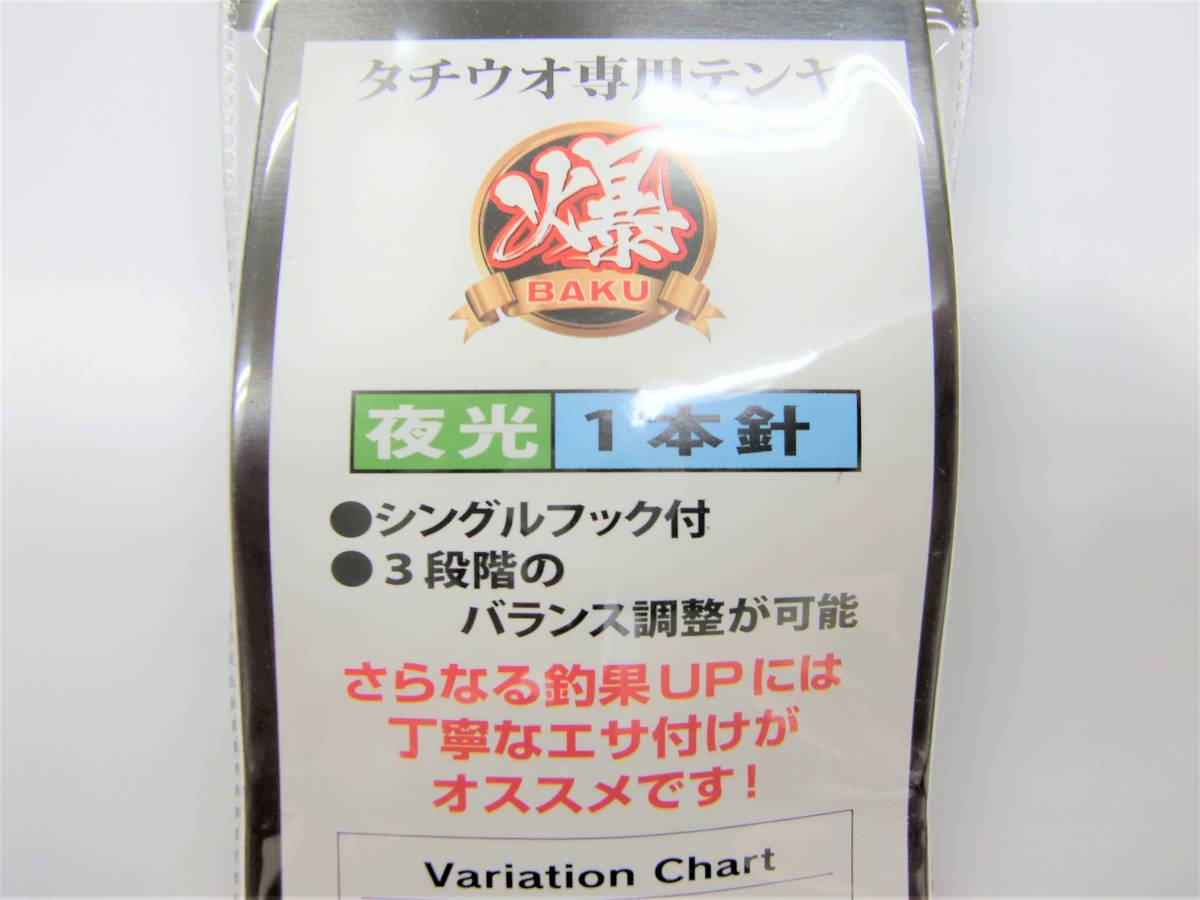 タチウオ専用テンヤ
爆
BAKU
夜光 1本針
●シングルフック付
●3段階の
バランス調整が可能
さらなる釣果UPには
丁寧なエサ付けが
オススメです!
Variation Chart